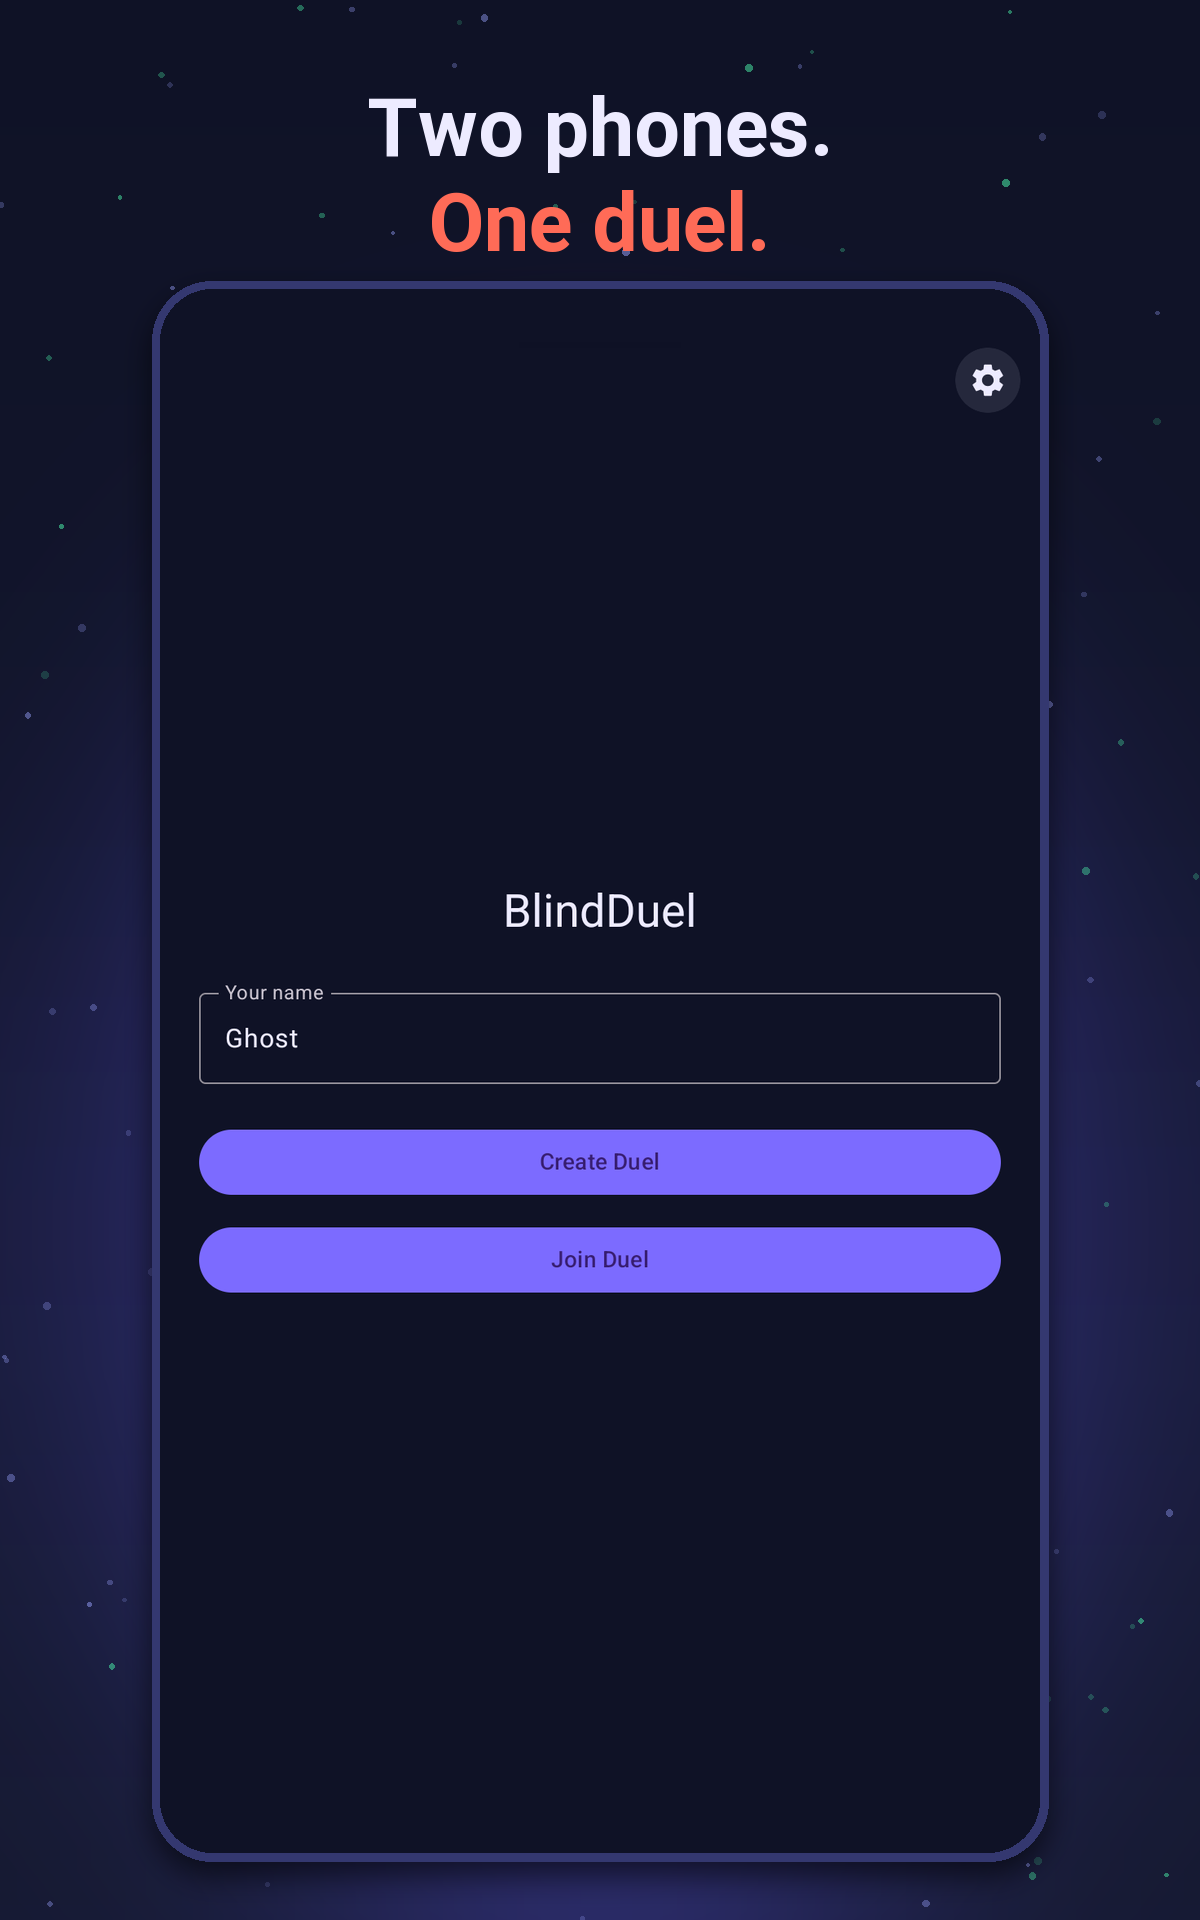 Two phones.
One duel.
BlindDuel
Your name
Ghost
Create Duel
Join Duel